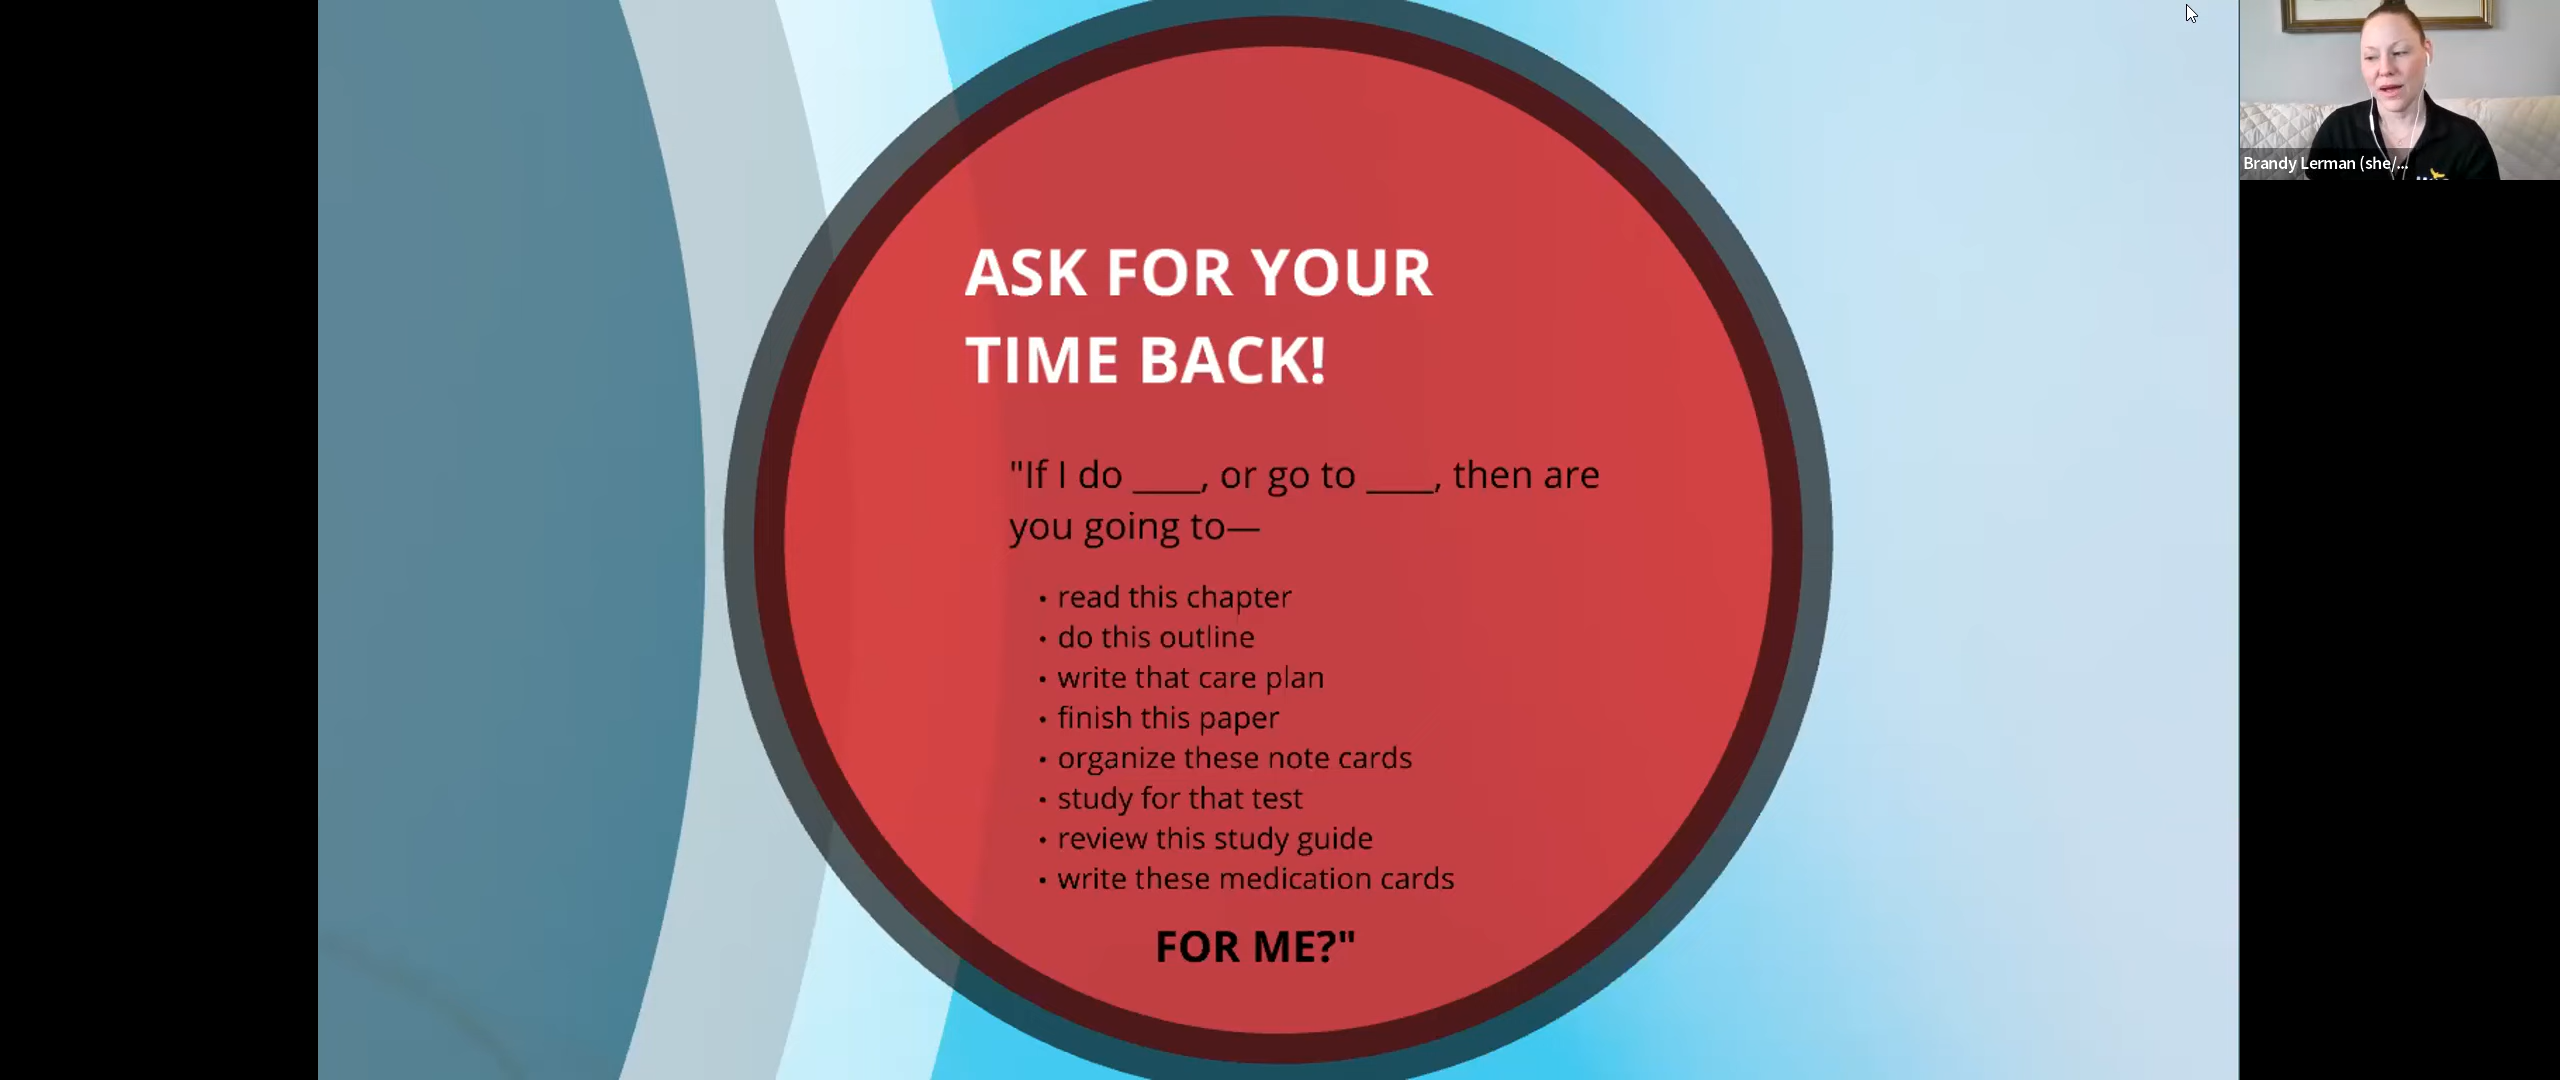 ASK FOR YOUR
TIME BACK!
"If I do ____, or go to ____, then are
you going to—
• read this chapter
• do this outline
• write that care plan
• finish this paper
• organize these note cards
• study for that test
• review this study guide
• write these medication cards
FOR ME?"
Brandy Lerman (she/...